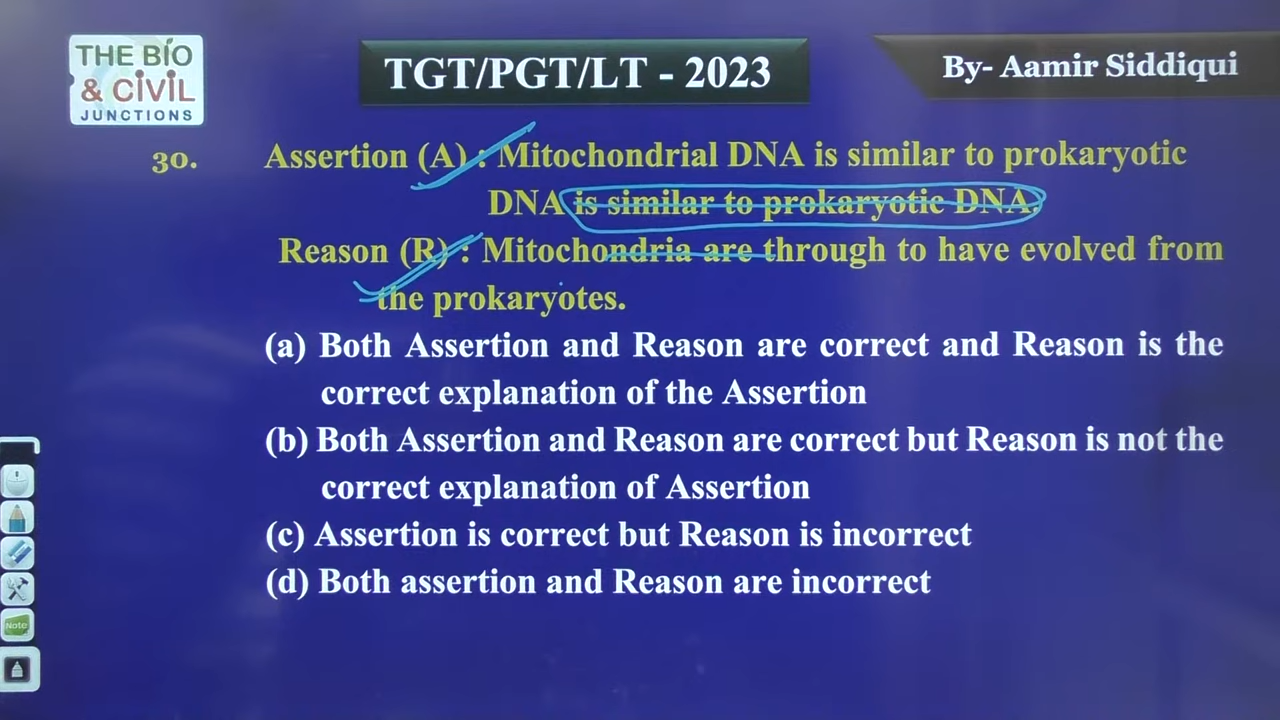 THE BIO
& CIVIL
JUNCTIONS
TGT/PGT/LT - 2023
By- Aamir Siddiqui
30. Assertion (A) : Mitochondrial DNA is similar to prokaryotic
DNA is similar to prokaryotic DNA.
Reason (R) : Mitochondria are through to have evolved from
the prokaryotes.
(a) Both Assertion and Reason are correct and Reason is the
correct explanation of the Assertion
(b) Both Assertion and Reason are correct but Reason is not the
correct explanation of Assertion
(c) Assertion is correct but Reason is incorrect
(d) Both assertion and Reason are incorrect
Note